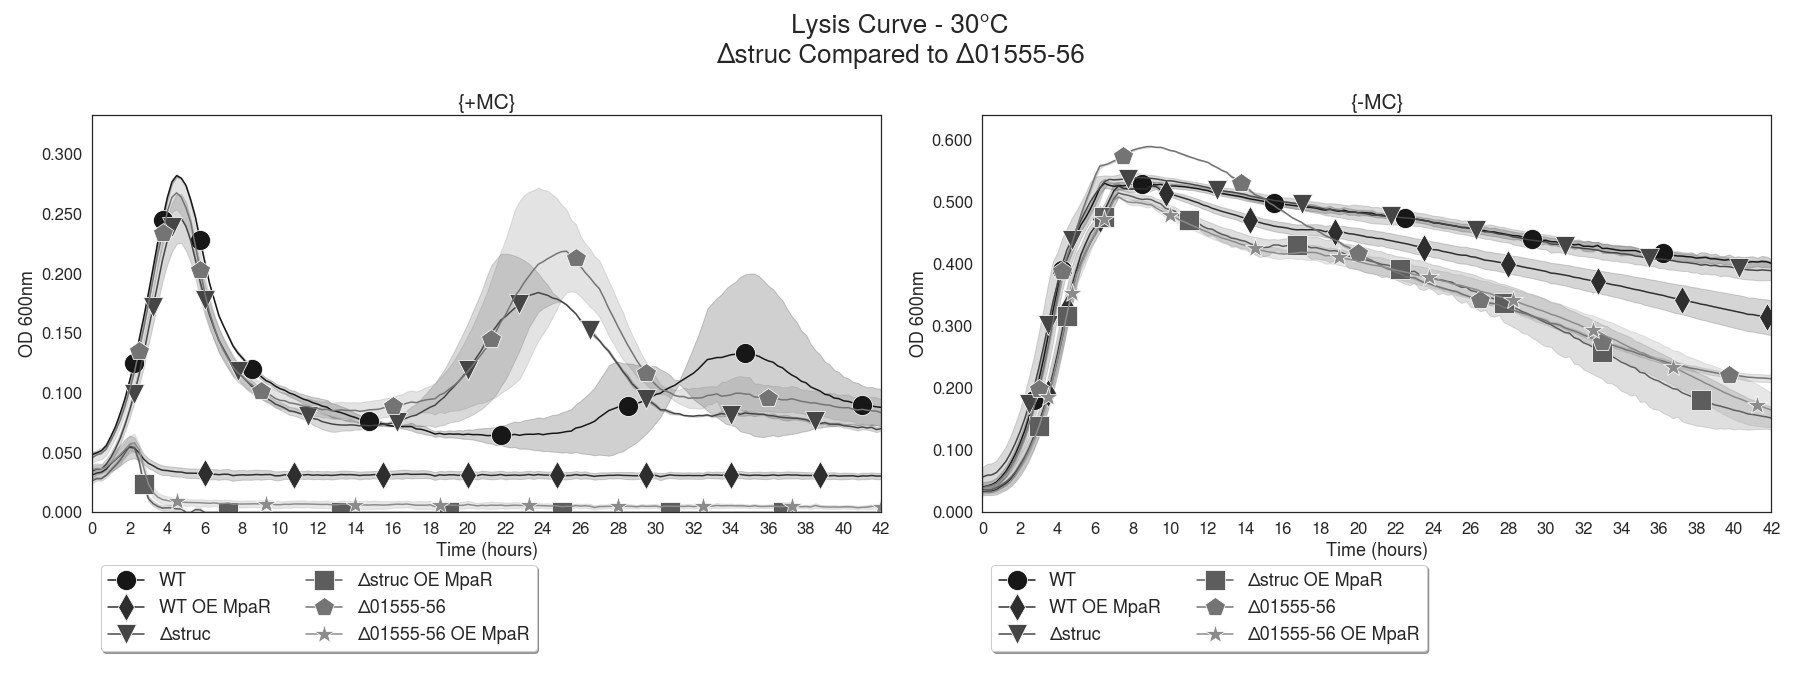 Lysis Curve - 30°C
Δstruc Compared to Δ01555-56
{+MC}
OD 600nm
0.300
0.250
0.200
0.150
0.100
0.050
0.000
0 2 4 6 8 10 12 14 16 18 20 22 24 26 28 30 32 34 36 38 40 42
Time (hours)
WT
WT OE MpaR
Δstruc
Δstruc OE MpaR
Δ01555-56
Δ01555-56 OE MpaR
{-MC}
OD 600nm
0.600
0.500
0.400
0.300
0.200
0.100
0.000
0 2 4 6 8 10 12 14 16 18 20 22 24 26 28 30 32 34 36 38 40 42
Time (hours)
WT
WT OE MpaR
Δstruc
Δstruc OE MpaR
Δ01555-56
Δ01555-56 OE MpaR